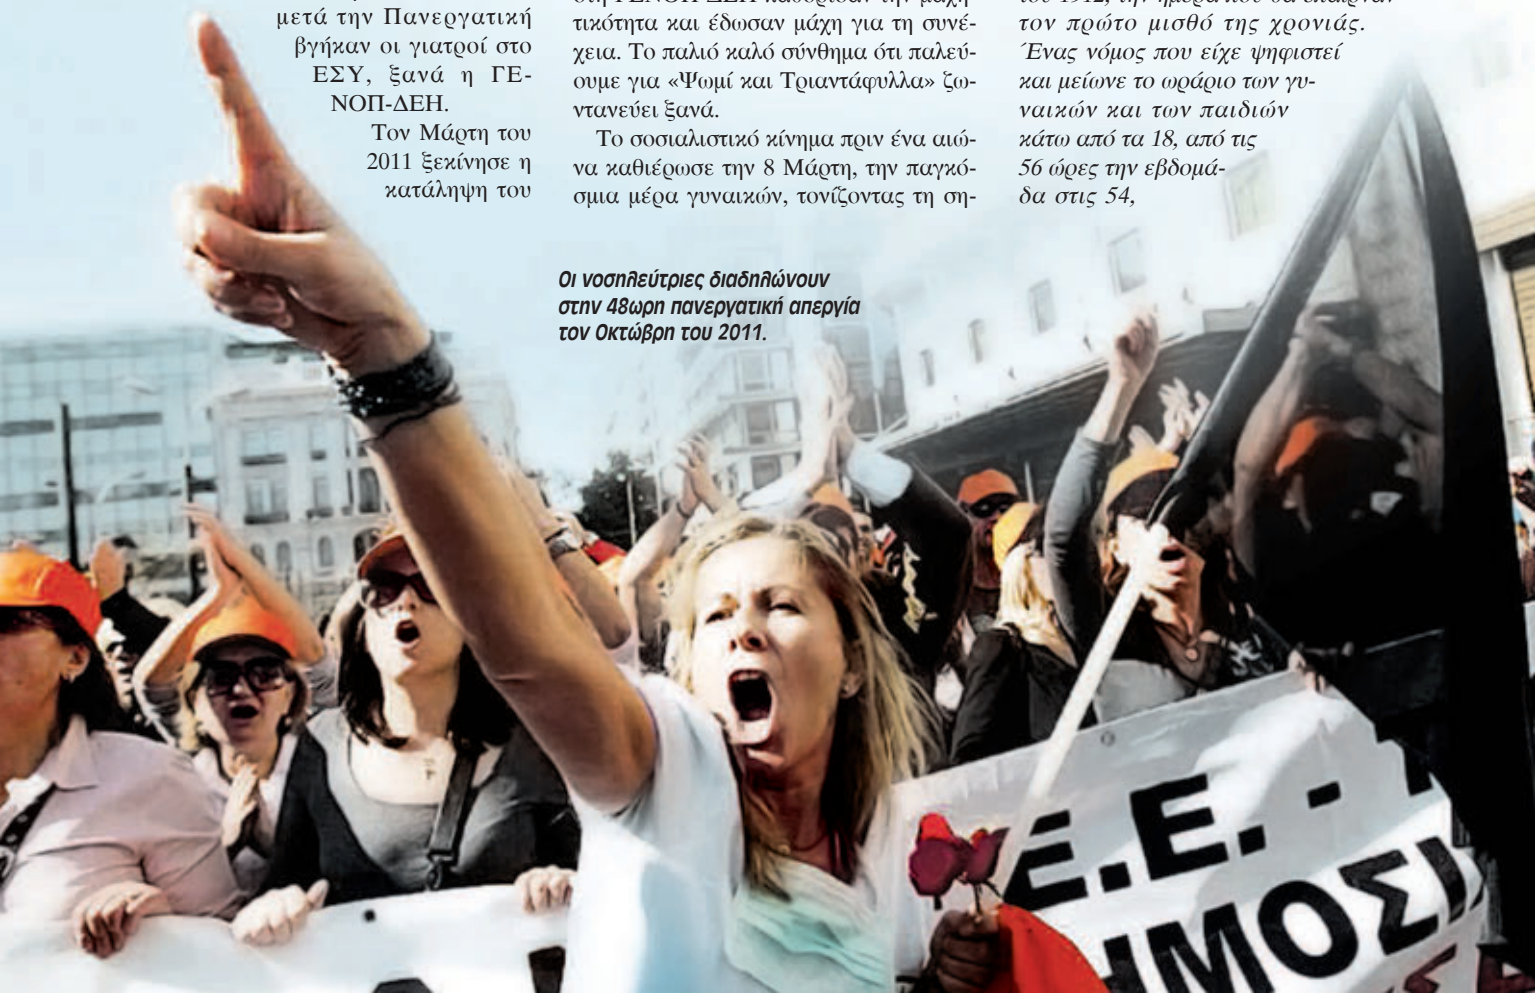 μετά την Πανεργατική
βγήκαν οι γιατροί στο
ΕΣΥ, ξανά η ΓΕ-
ΝΟΠ-ΔΕΗ.
Τον Μάρτη του
2011 ξεκίνησε η
κατάληψη του
τικότητα και έδωσαν μάχη για τη συνέ-
χεια. Το παλιό καλό σύνθημα ότι παλεύ-
ουμε για «Ψωμί και Τριαντάφυλλα» ζω-
ντανεύει ξανά.
Το σοσιαλιστικό κίνημα πριν ένα αιώ-
να καθιέρωσε την 8 Μάρτη, την παγκό-
σμια μέρα γυναικών, τονίζοντας τη ση-
τον πρώτο μισθό της χρονιάς.
Ένας νόμος που είχε ψηφιστεί
και μείωνε το ωράριο των γυ-
ναικών και των παιδιών
κάτω από τα 18, από τις
56 ώρες την εβδομά-
δα στις 54,
Οι νοσηλεύτριες διαδηλώνουν
στην 48ωρη πανεργατική απεργία
τον Οκτώβρη του 2011.
Ε.Ε. -
ΗΜΟΣΙ